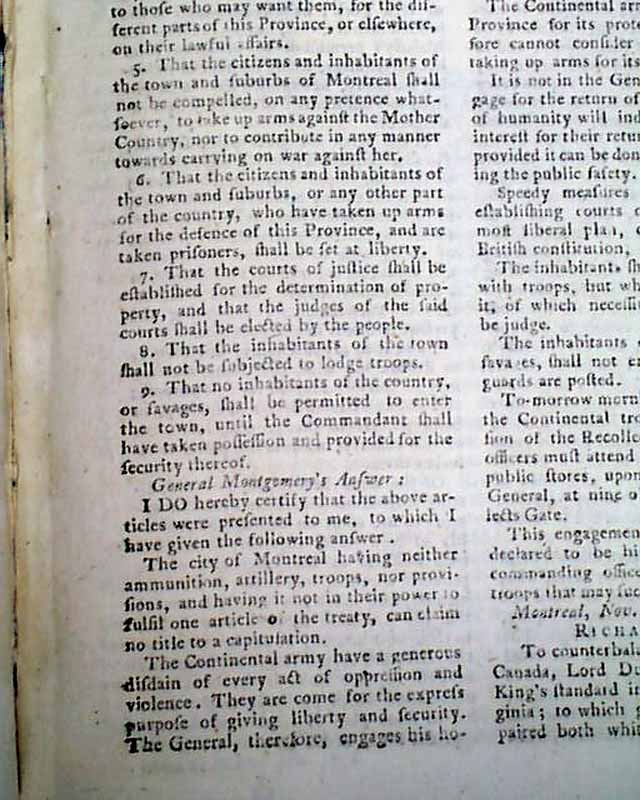 to those who may want them, for the dif-
ferent parts of this Province, or elſewhere,
on their lawful affairs.
5. That the citizens and inhabitants of
the town and ſuburbs of Montreal ſhall
not be compelled, on any pretence what-
ſoever, to take up arms againſt the Mother
Country, nor to contribute in any manner
towards carrying on war againſt her.
6. That the citizens and inhabitants of
the town and ſuburbs, or any other part
of the country, who have taken up arms
for the defence of this Province, and are
taken priſoners, ſhall be ſet at liberty.
7. That the courts of juſtice ſhall be
eſtabliſhed for the determination of pro-
perty, and that the judges of the ſaid
courts ſhall be elected by the people.
8. That the inhabitants of the town
ſhall not be ſubjected to lodge troops.
9. That no inhabitants of the country,
or ſavages, ſhall be permitted to enter
the town, until the Commandant ſhall
have taken poſſeſſion and provided for the
ſecurity thereof.
General Montgomery's Anſwer:
I DO hereby certify that the above ar-
ticles were preſented to me, to which I
have given the following anſwer.
The city of Montreal having neither
ammunition, artillery, troops, nor provi-
ſions, and having it not in their power to
fulfil one article of the treaty, can claim
no title to a capitulation.
The Continental army have a generous
diſdain of every act of oppreſſion and
violence. They are come for the expreſs
purpoſe of giving liberty and ſecurity.
The General, therefore, engages his ho-
The Continental arm
Province for its prote
fore cannot conſider
taking up arms for its
It is not in the Gen
gage for the return of
of humanity will ind
intereſt for their retur
provided it can be don
ing the public ſafety.
Speedy meaſures
eſtabliſhing courts o
moſt liberal plan, c
Britiſh conſtitution,
The inhabitants ſh
with troops, but wh
it, of which neceſſi
be judge.
The inhabitants o
ſavages, ſhall not en
guards are poſted.
To-morrow morni
the Continental tro
ſion of the Recolle
officers muſt attend
public ſtores, upon
General, at nine o
lects Gate.
This engagemen
declared to be bi
commanding office
troops that may ſuc
Montreal, Nov.
RICHA
To counterbala
Canada, Lord Du
King's ſtandard i
ginia; to which
paired both whit